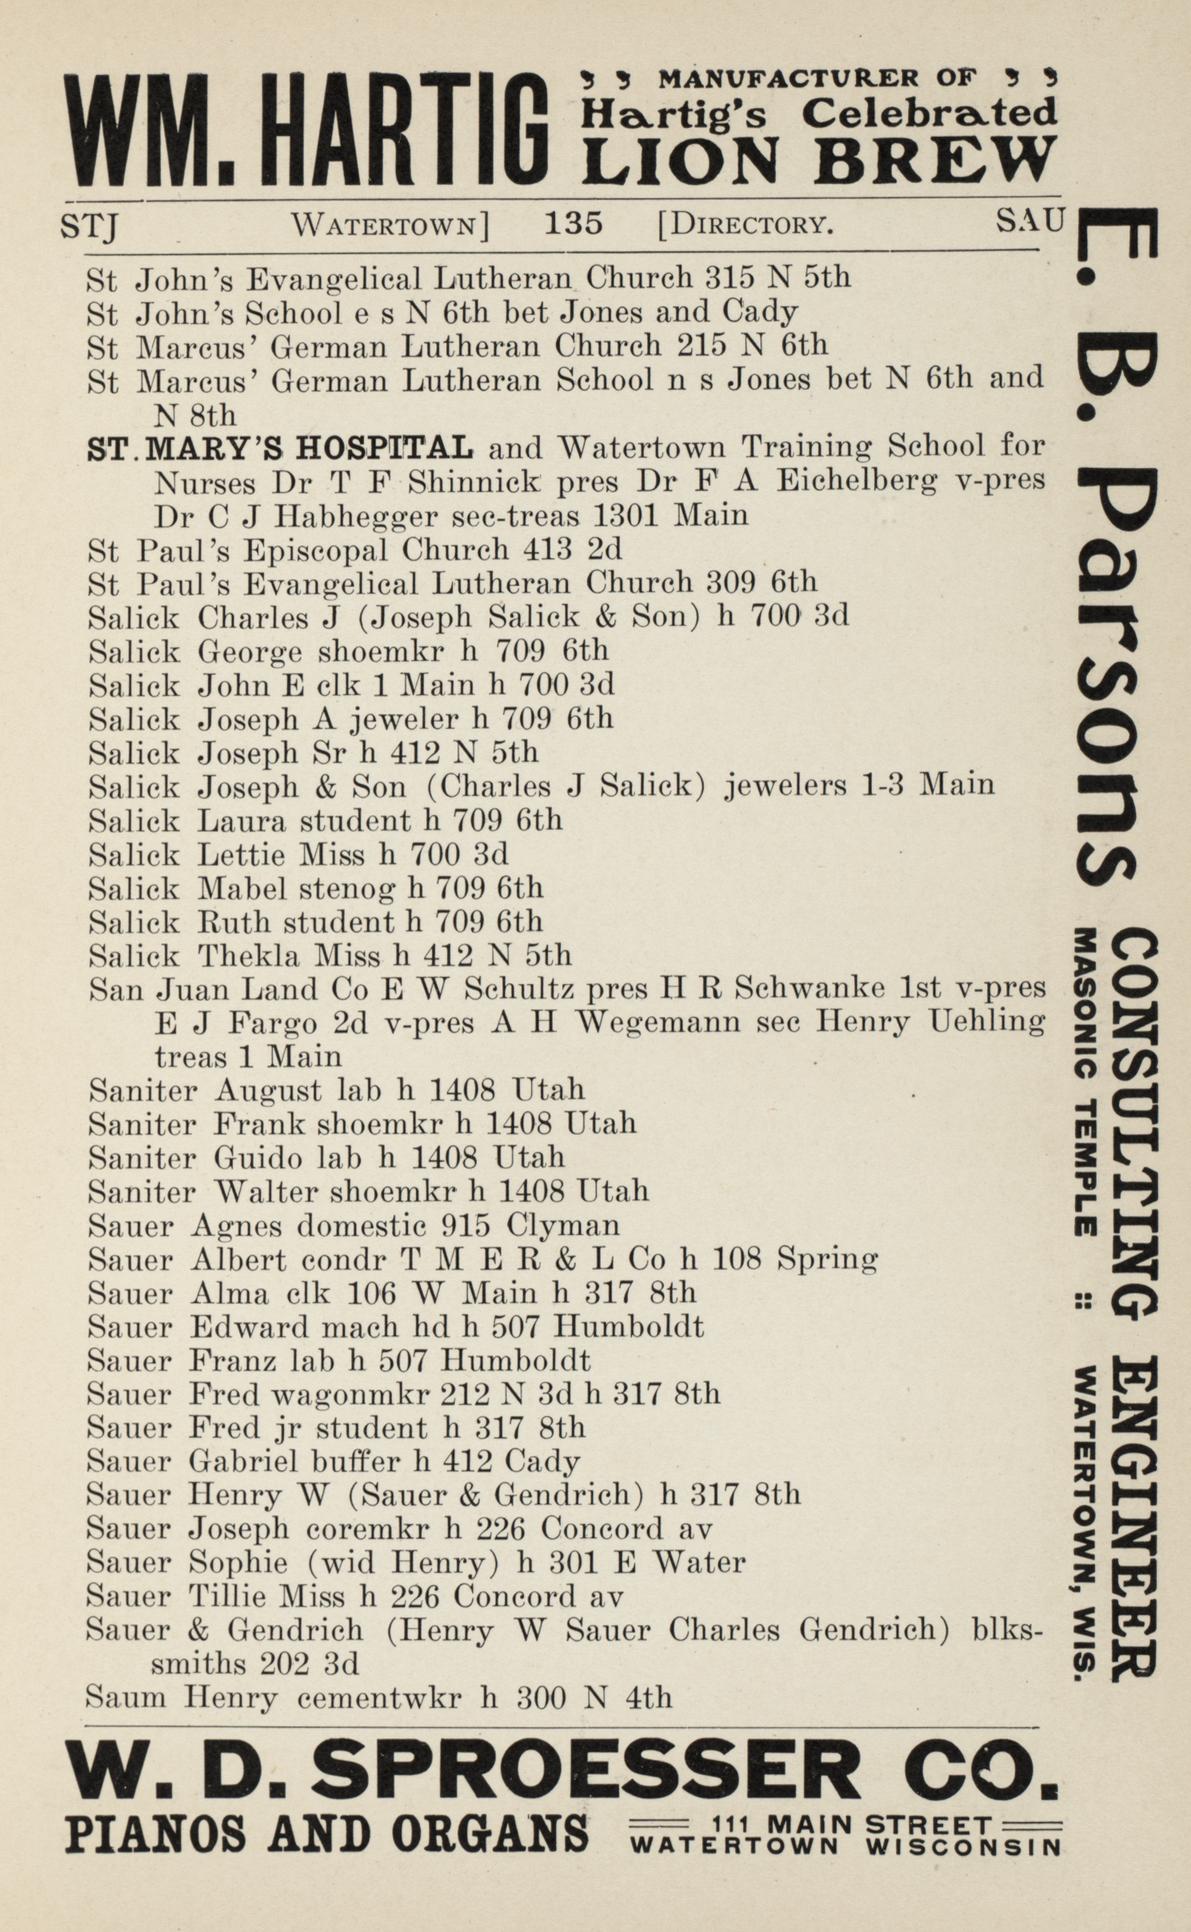 WM. HARTIG
MANUFACTURER OF
Hartig's Celebrated
LION BREW
STJ WATERTOWN] 135 [DIRECTORY. SAU
St John's Evangelical Lutheran Church 315 N 5th
St John's School e s N 6th bet Jones and Cady
St Marcus' German Lutheran Church 215 N 6th
St Marcus' German Lutheran School n s Jones bet N 6th and
N 8th
ST. MARY'S HOSPITAL and Watertown Training School for
Nurses Dr T F Shinnick pres Dr F A Eichelberg v-pres
Dr C J Habhegger sec-treas 1301 Main
St Paul's Episcopal Church 413 2d
St Paul's Evangelical Lutheran Church 309 6th
Salick Charles J (Joseph Salick & Son) h 700 3d
Salick George shoemkr h 709 6th
Salick John E clk 1 Main h 700 3d
Salick Joseph A jeweler h 709 6th
Salick Joseph Sr h 412 N 5th
Salick Joseph & Son (Charles J Salick) jewelers 1-3 Main
Salick Laura student h 709 6th
Salick Lettie Miss h 700 3d
Salick Mabel stenog h 709 6th
Salick Ruth student h 709 6th
Salick Thekla Miss h 412 N 5th
San Juan Land Co E W Schultz pres H R Schwanke 1st v-pres
E J Fargo 2d v-pres A H Wegemann sec Henry Uehling
treas 1 Main
Saniter August lab h 1408 Utah
Saniter Frank shoemkr h 1408 Utah
Saniter Guido lab h 1408 Utah
Saniter Walter shoemkr h 1408 Utah
Sauer Agnes domestic 915 Clyman
Sauer Albert condr T M E R & L Co h 108 Spring
Sauer Alma clk 106 W Main h 317 8th
Sauer Edward mach hd h 507 Humboldt
Sauer Franz lab h 507 Humboldt
Sauer Fred wagonmkr 212 N 3d h 317 8th
Sauer Fred jr student h 317 8th
Sauer Gabriel buffer h 412 Cady
Sauer Henry W (Sauer & Gendrich) h 317 8th
Sauer Joseph coremkr h 226 Concord av
Sauer Sophie (wid Henry) h 301 E Water
Sauer Tillie Miss h 226 Concord av
Sauer & Gendrich (Henry W Sauer Charles Gendrich) blks-
smiths 202 3d
Saum Henry cementwkr h 300 N 4th
E. B. Parsons
CONSULTING ENGINEER
MASONIC TEMPLE :: WATERTOWN, WIS.
W. D. SPROESSER CO.
PIANOS AND ORGANS
111 MAIN STREET
WATERTOWN WISCONSIN